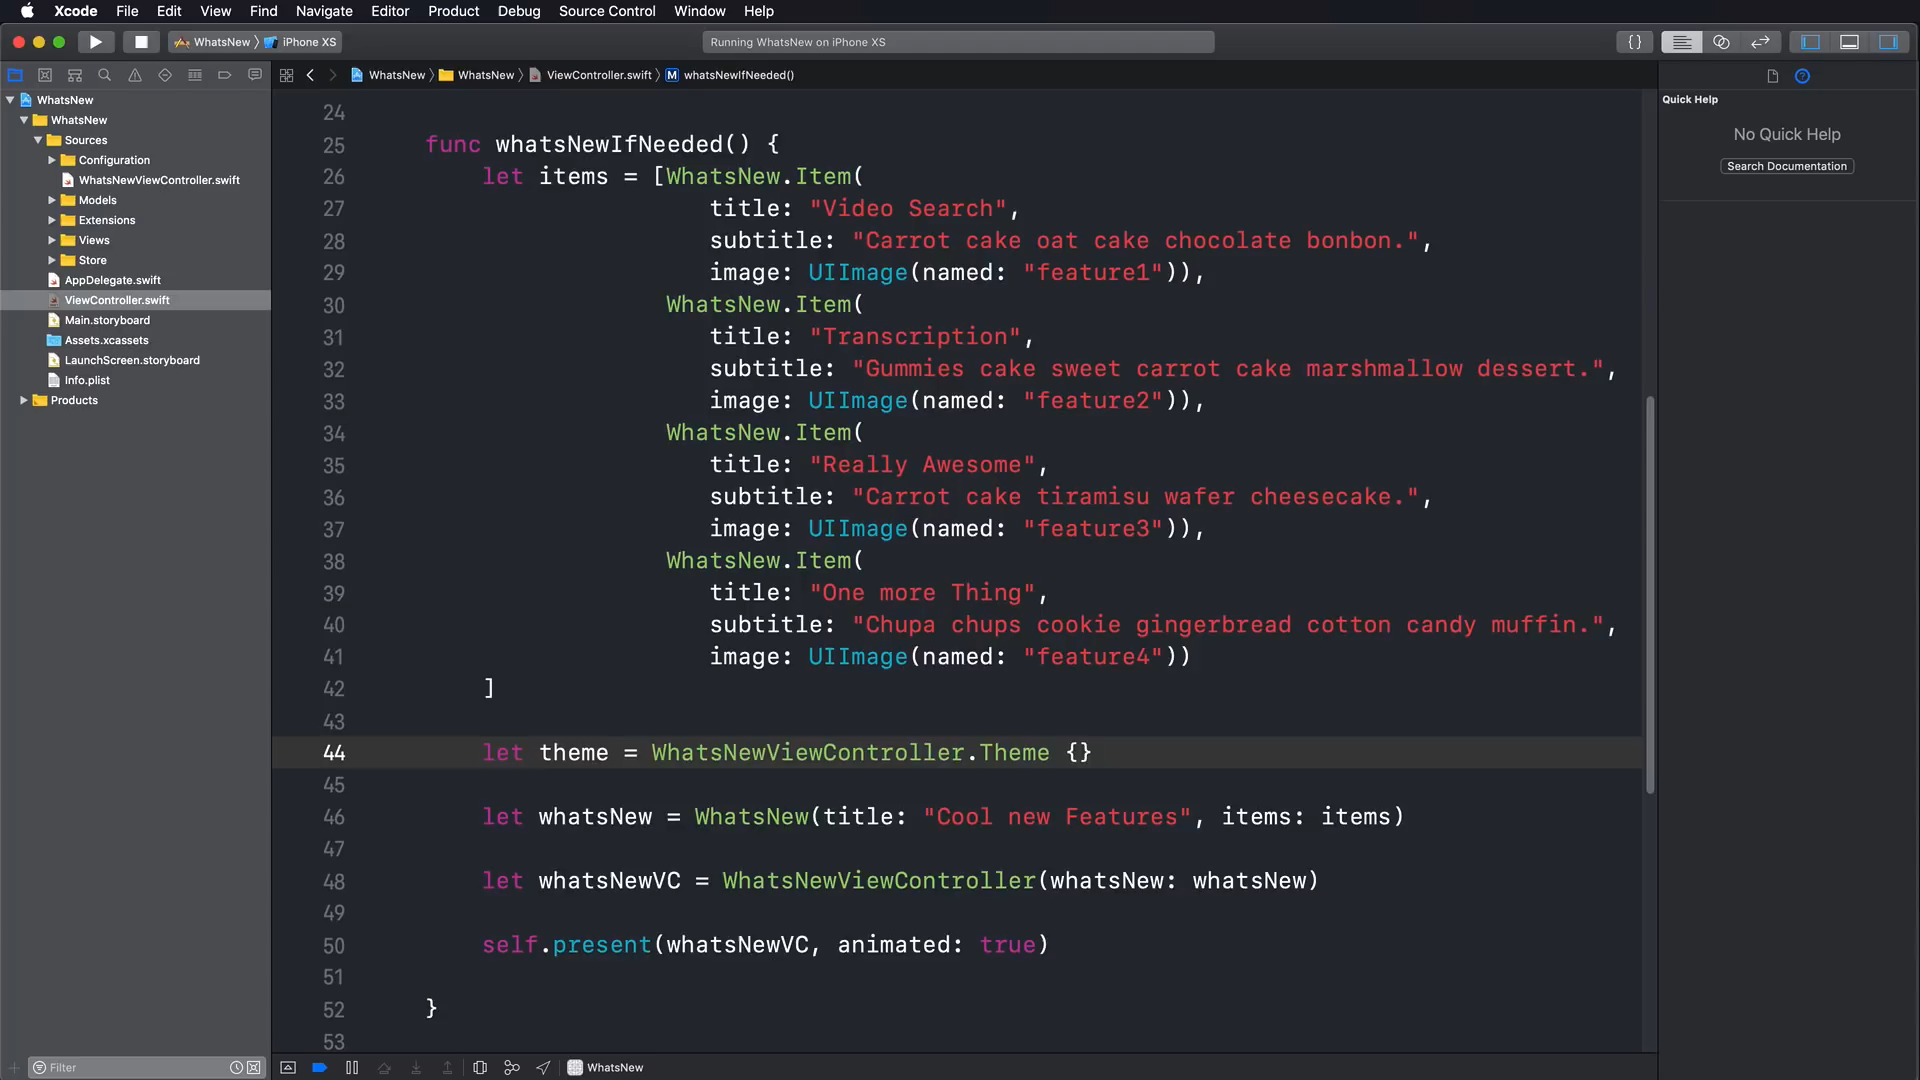 Xcode File Edit View Find Navigate Editor Product Debug Source Control Window Help
WhatsNew iPhone XS
Running WhatsNew on iPhone XS
{}
WhatsNew WhatsNew ViewController.swift M whatsNewIfNeeded()
WhatsNew
WhatsNew
Sources
Configuration
WhatsNewViewController.swift
Models
Extensions
Views
Store
AppDelegate.swift
ViewController.swift
Main.storyboard
Assets.xcassets
LaunchScreen.storyboard
Info.plist
Products
Filter
24
25 func whatsNewIfNeeded() {
26 let items = [WhatsNew.Item(
27 title: "Video Search",
28 subtitle: "Carrot cake oat cake chocolate bonbon.",
29 image: UIImage(named: "feature1")),
30 WhatsNew.Item(
31 title: "Transcription",
32 subtitle: "Gummies cake sweet carrot cake marshmallow dessert.",
33 image: UIImage(named: "feature2")),
34 WhatsNew.Item(
35 title: "Really Awesome",
36 subtitle: "Carrot cake tiramisu wafer cheesecake.",
37 image: UIImage(named: "feature3")),
38 WhatsNew.Item(
39 title: "One more Thing",
40 subtitle: "Chupa chups cookie gingerbread cotton candy muffin.",
41 image: UIImage(named: "feature4"))
42 ]
43
44 let theme = WhatsNewViewController.Theme {}
45
46 let whatsNew = WhatsNew(title: "Cool new Features", items: items)
47
48 let whatsNewVC = WhatsNewViewController(whatsNew: whatsNew)
49
50 self.present(whatsNewVC, animated: true)
51
52 }
53
WhatsNew
Quick Help
No Quick Help
Search Documentation